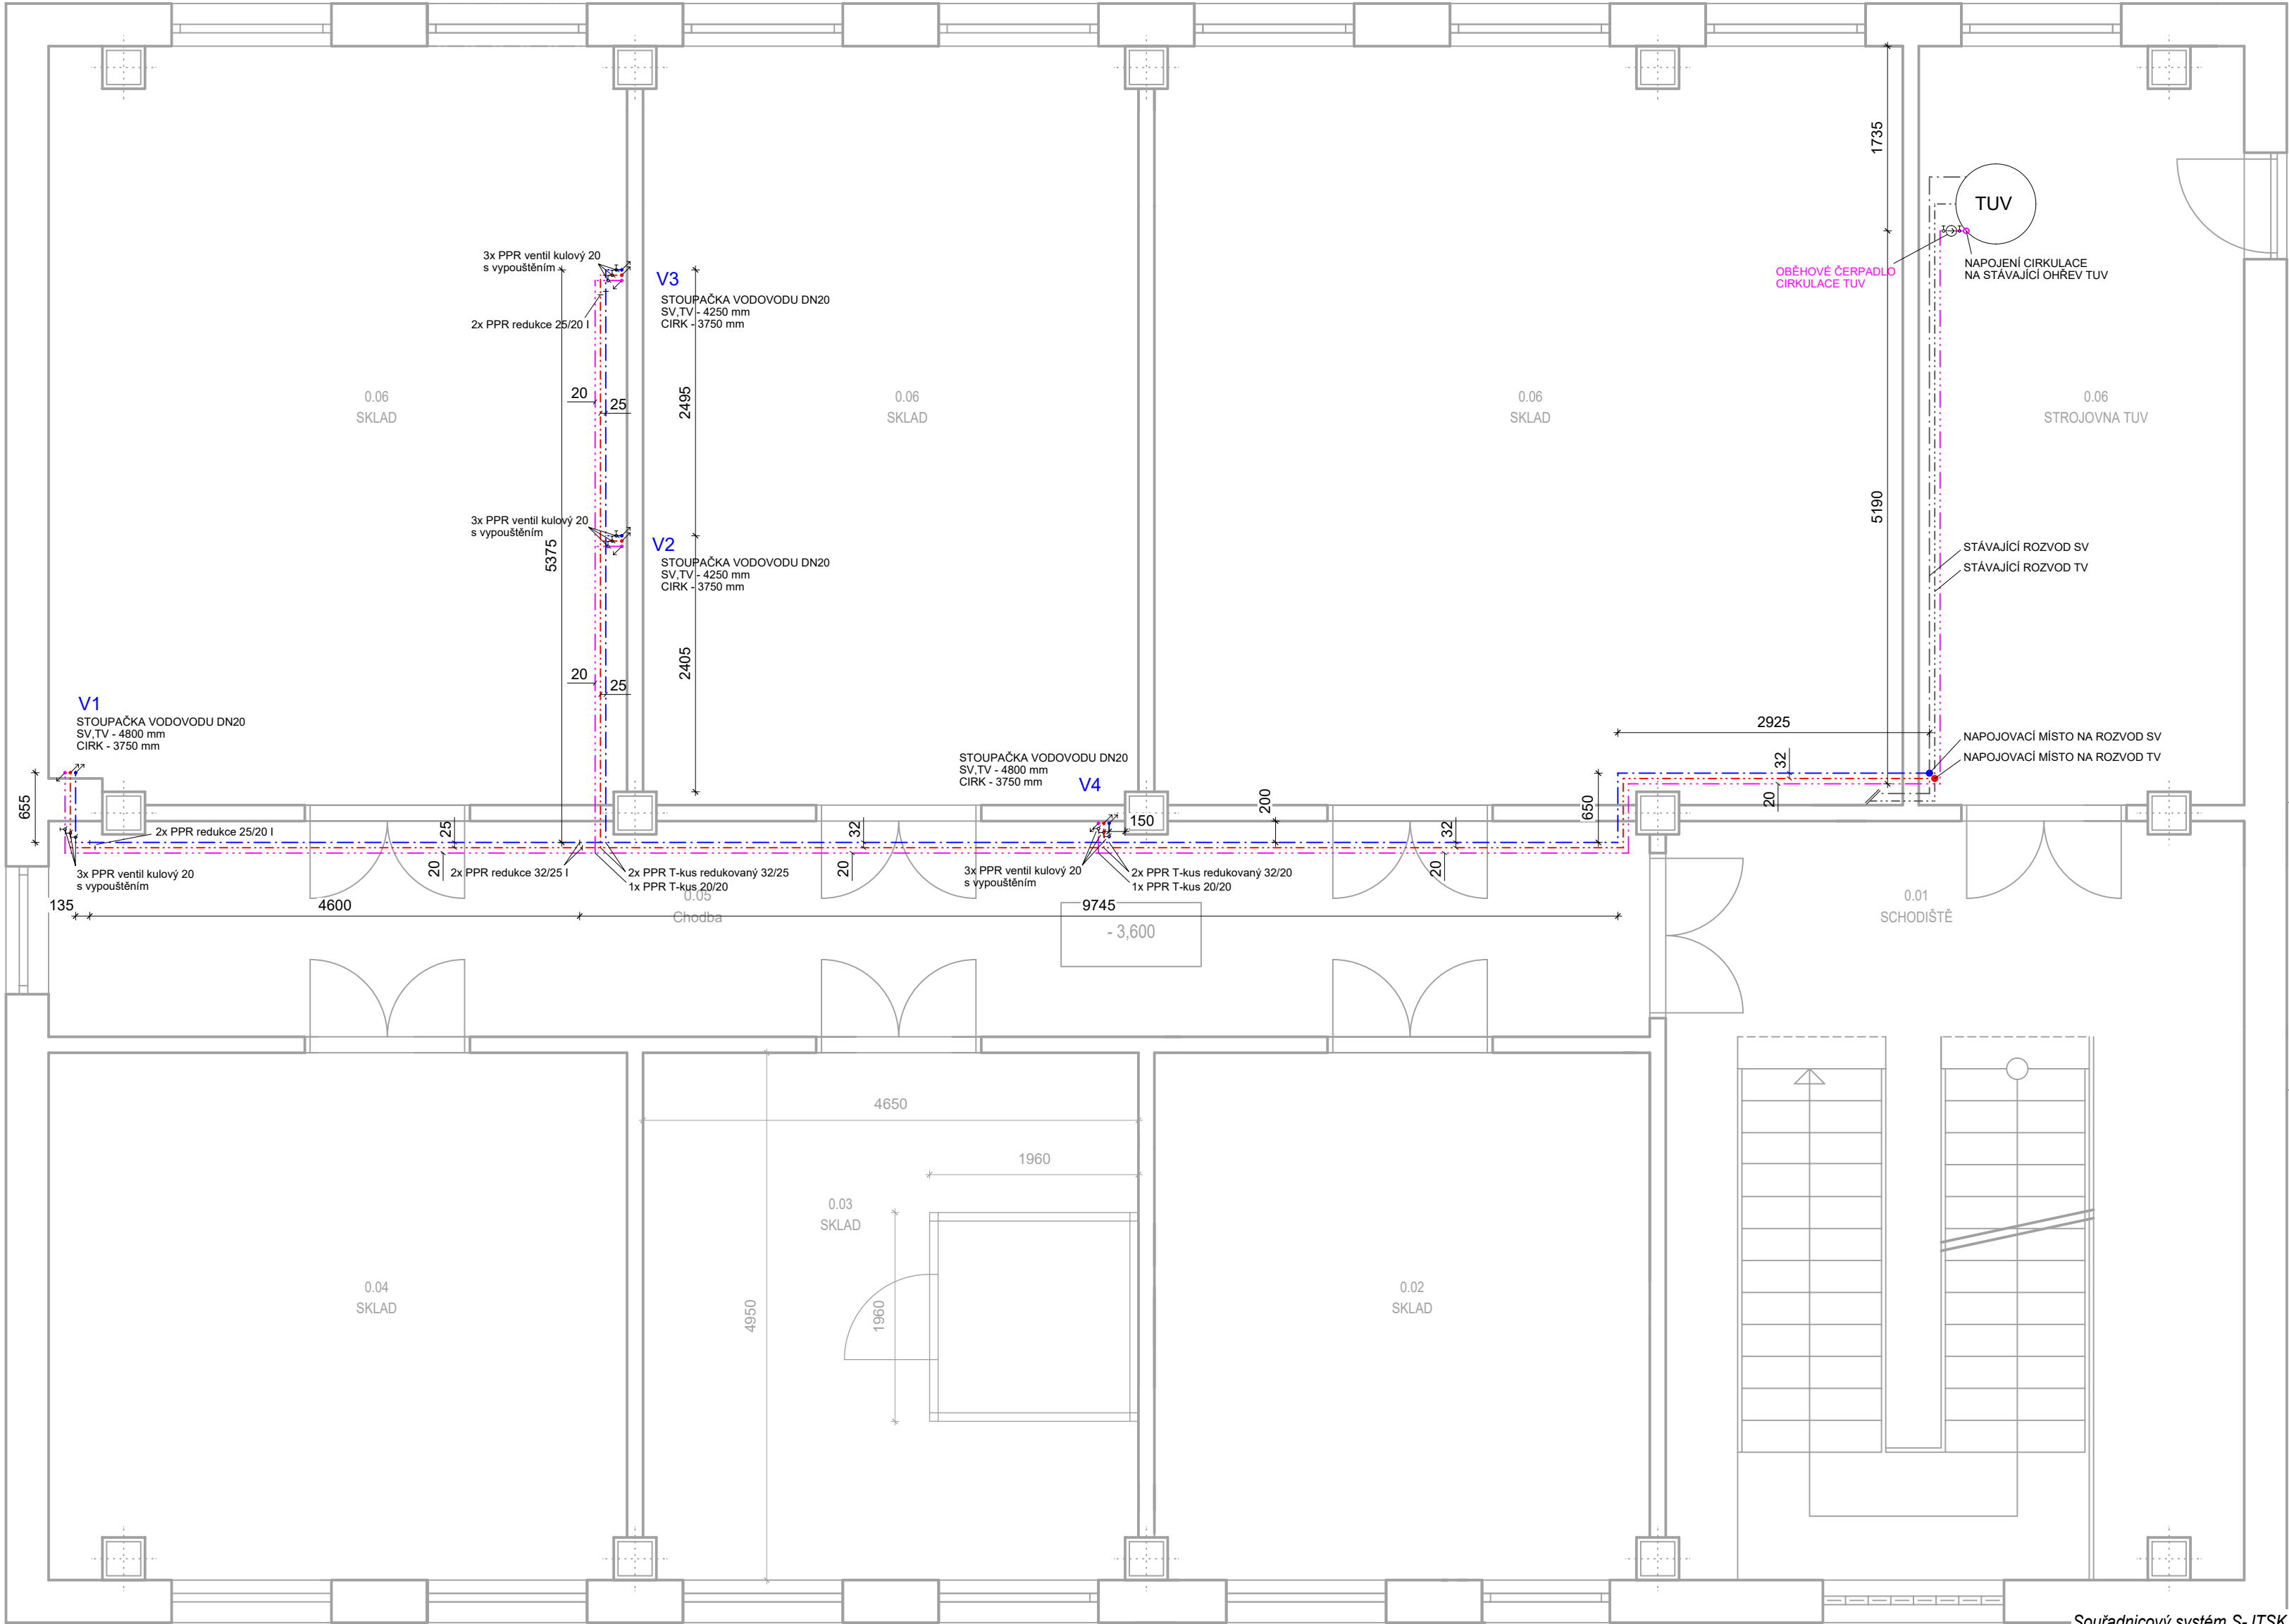 1735
TUV
3x PPR ventil kulový 20
s vypouštěním
V3
STOUPAČKA VODOVODU DN20
SV,TV - 4250 mm
CIRK - 3750 mm
2x PPR redukce 25/20 I
OBĚHOVÉ ČERPADLO
CIRKULACE TUV
NAPOJENÍ CIRKULACE
NA STÁVAJÍCÍ OHŘEV TUV
0.06
SKLAD
20
25
2495
0.06
SKLAD
0.06
SKLAD
0.06
STROJOVNA TUV
5190
3x PPR ventil kulový 20
s vypouštěním
5375
V2
STOUPAČKA VODOVODU DN20
SV,TV - 4250 mm
CIRK - 3750 mm
STÁVAJÍCÍ ROZVOD SV
STÁVAJÍCÍ ROZVOD TV
20
25
2405
V1
STOUPAČKA VODOVODU DN20
SV,TV - 4800 mm
CIRK - 3750 mm
2925
NAPOJOVACÍ MÍSTO NA ROZVOD SV
NAPOJOVACÍ MÍSTO NA ROZVOD TV
32
20
STOUPAČKA VODOVODU DN20
SV,TV - 4800 mm
CIRK - 3750 mm
V4
655
2x PPR redukce 25/20 I
25
32
150
200
32
650
3x PPR ventil kulový 20
s vypouštěním
20
2x PPR redukce 32/25 I
2x PPR T-kus redukovaný 32/25
1x PPR T-kus 20/20
20
3x PPR ventil kulový 20
s vypouštěním
2x PPR T-kus redukovaný 32/20
1x PPR T-kus 20/20
20
135
4600
0.05
Chodba
9745
- 3,600
0.01
SCHODIŠTĚ
4650
1960
0.03
SKLAD
4950
1960
0.04
SKLAD
0.02
SKLAD
Souřadnicový systém S-JTSK